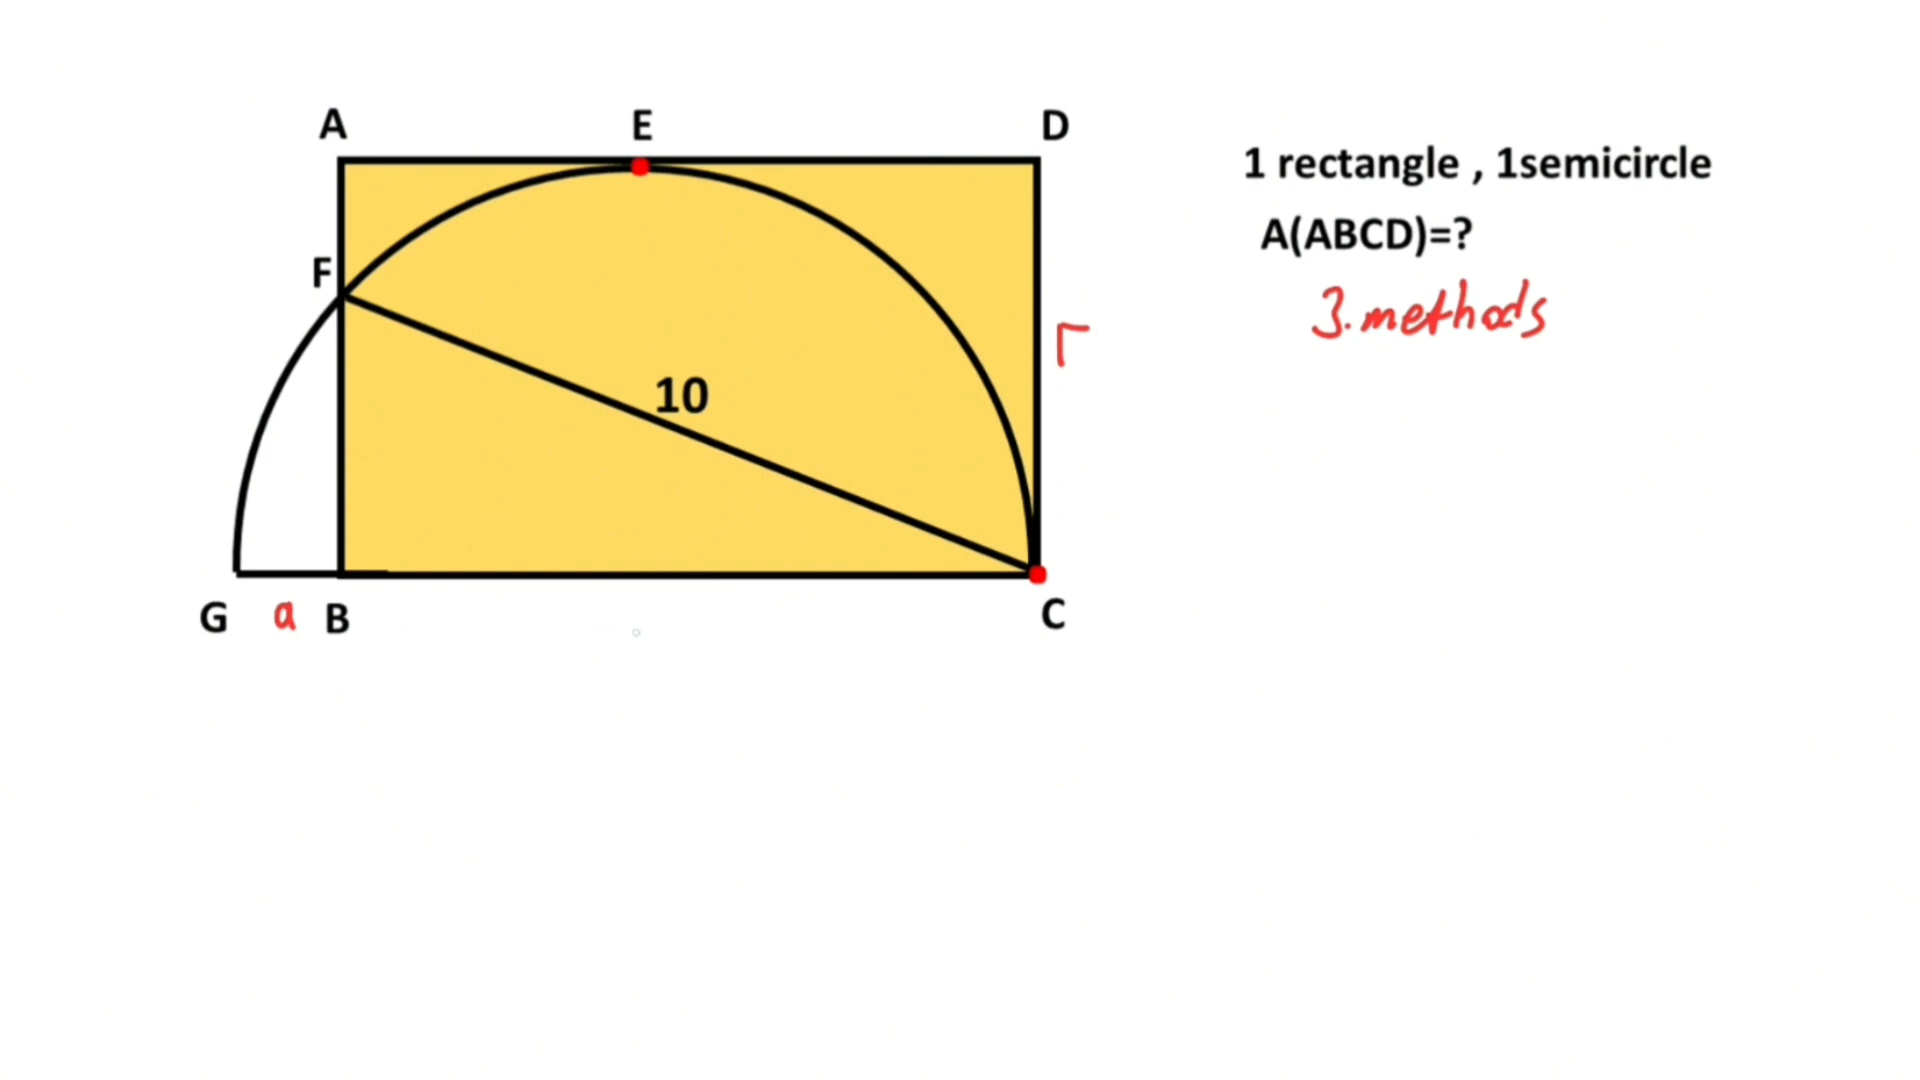 A E D
1 rectangle , 1semicircle
A(ABCD)=?
F
3.methods
r
10
G a B C